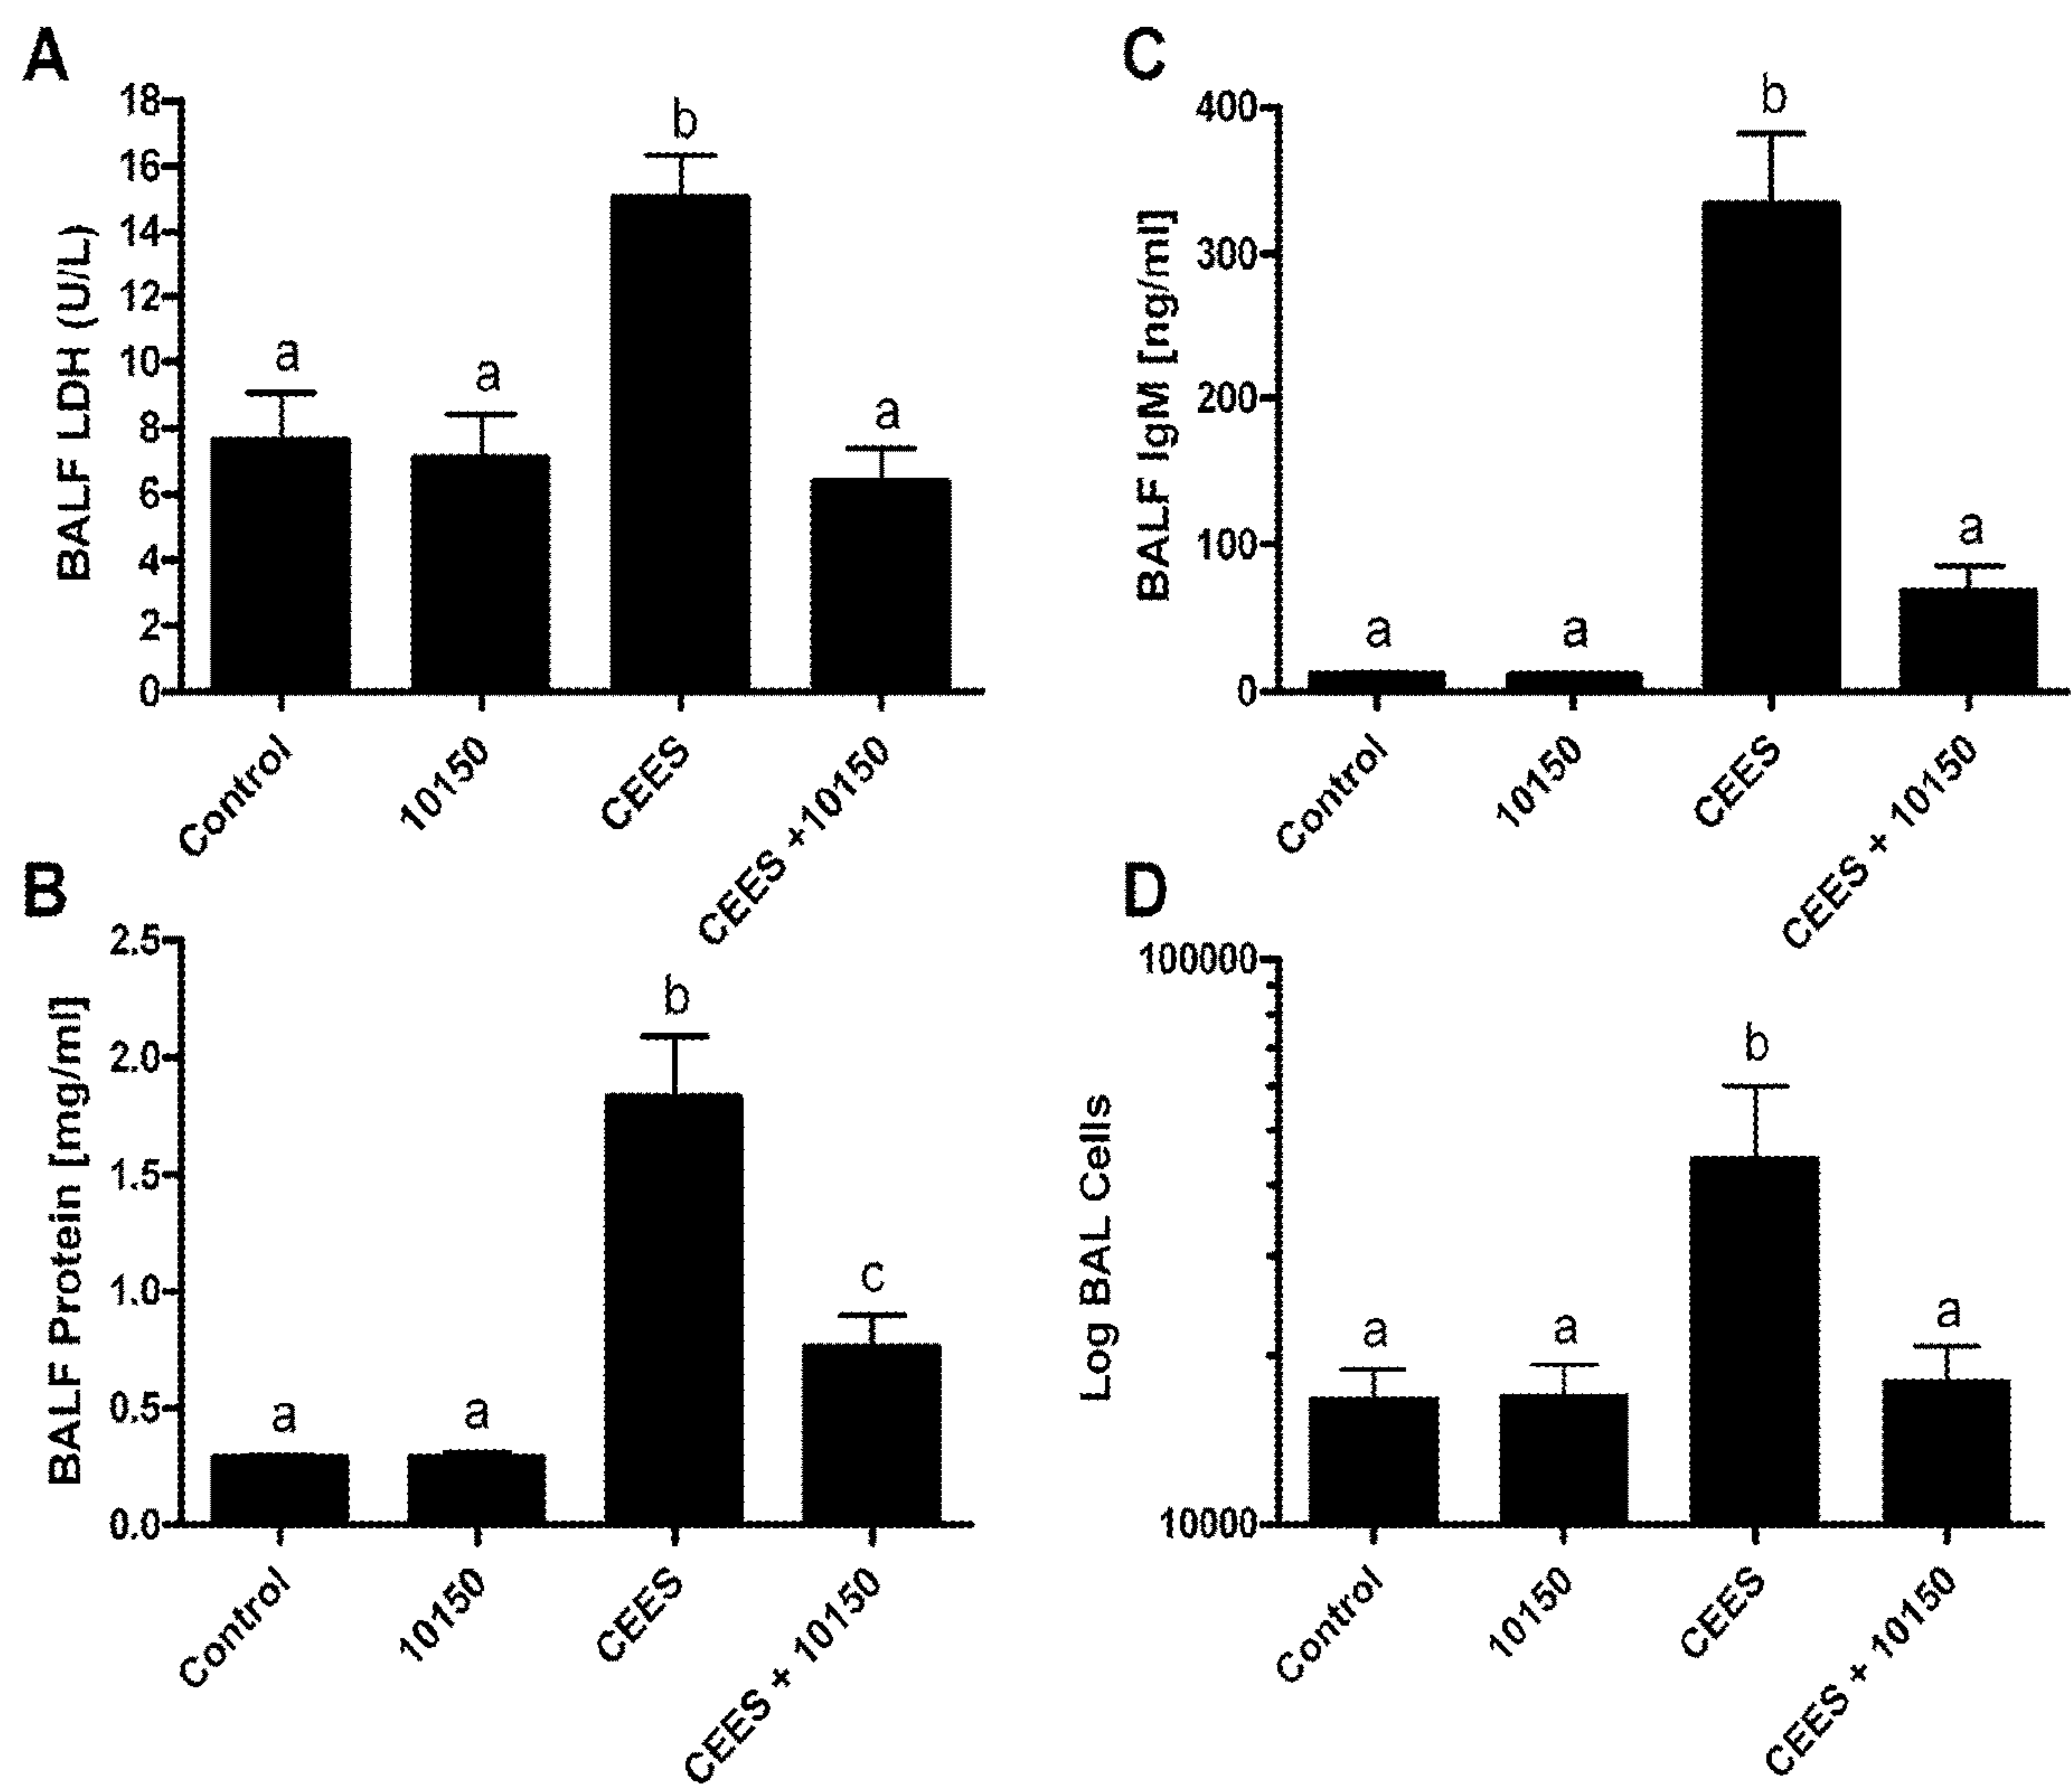 A
BALF LDH (U/L)
18
16
14
12
10
8
6
4
2
0
a
a
b
a
Control
10150
CEES
CEES +10150
B
BALF Protein [mg/ml]
2.5
2.0
1.5
1.0
0.5
0.0
a
a
b
c
Control
10150
CEES
CEES + 10150
C
BALF IgM [ng/ml]
400
300
200
100
0
a
a
b
a
Control
10150
CEES
CEES + 10150
D
Log BAL Cells
100000
10000
a
a
b
a
Control
10150
CEES
CEES + 10150